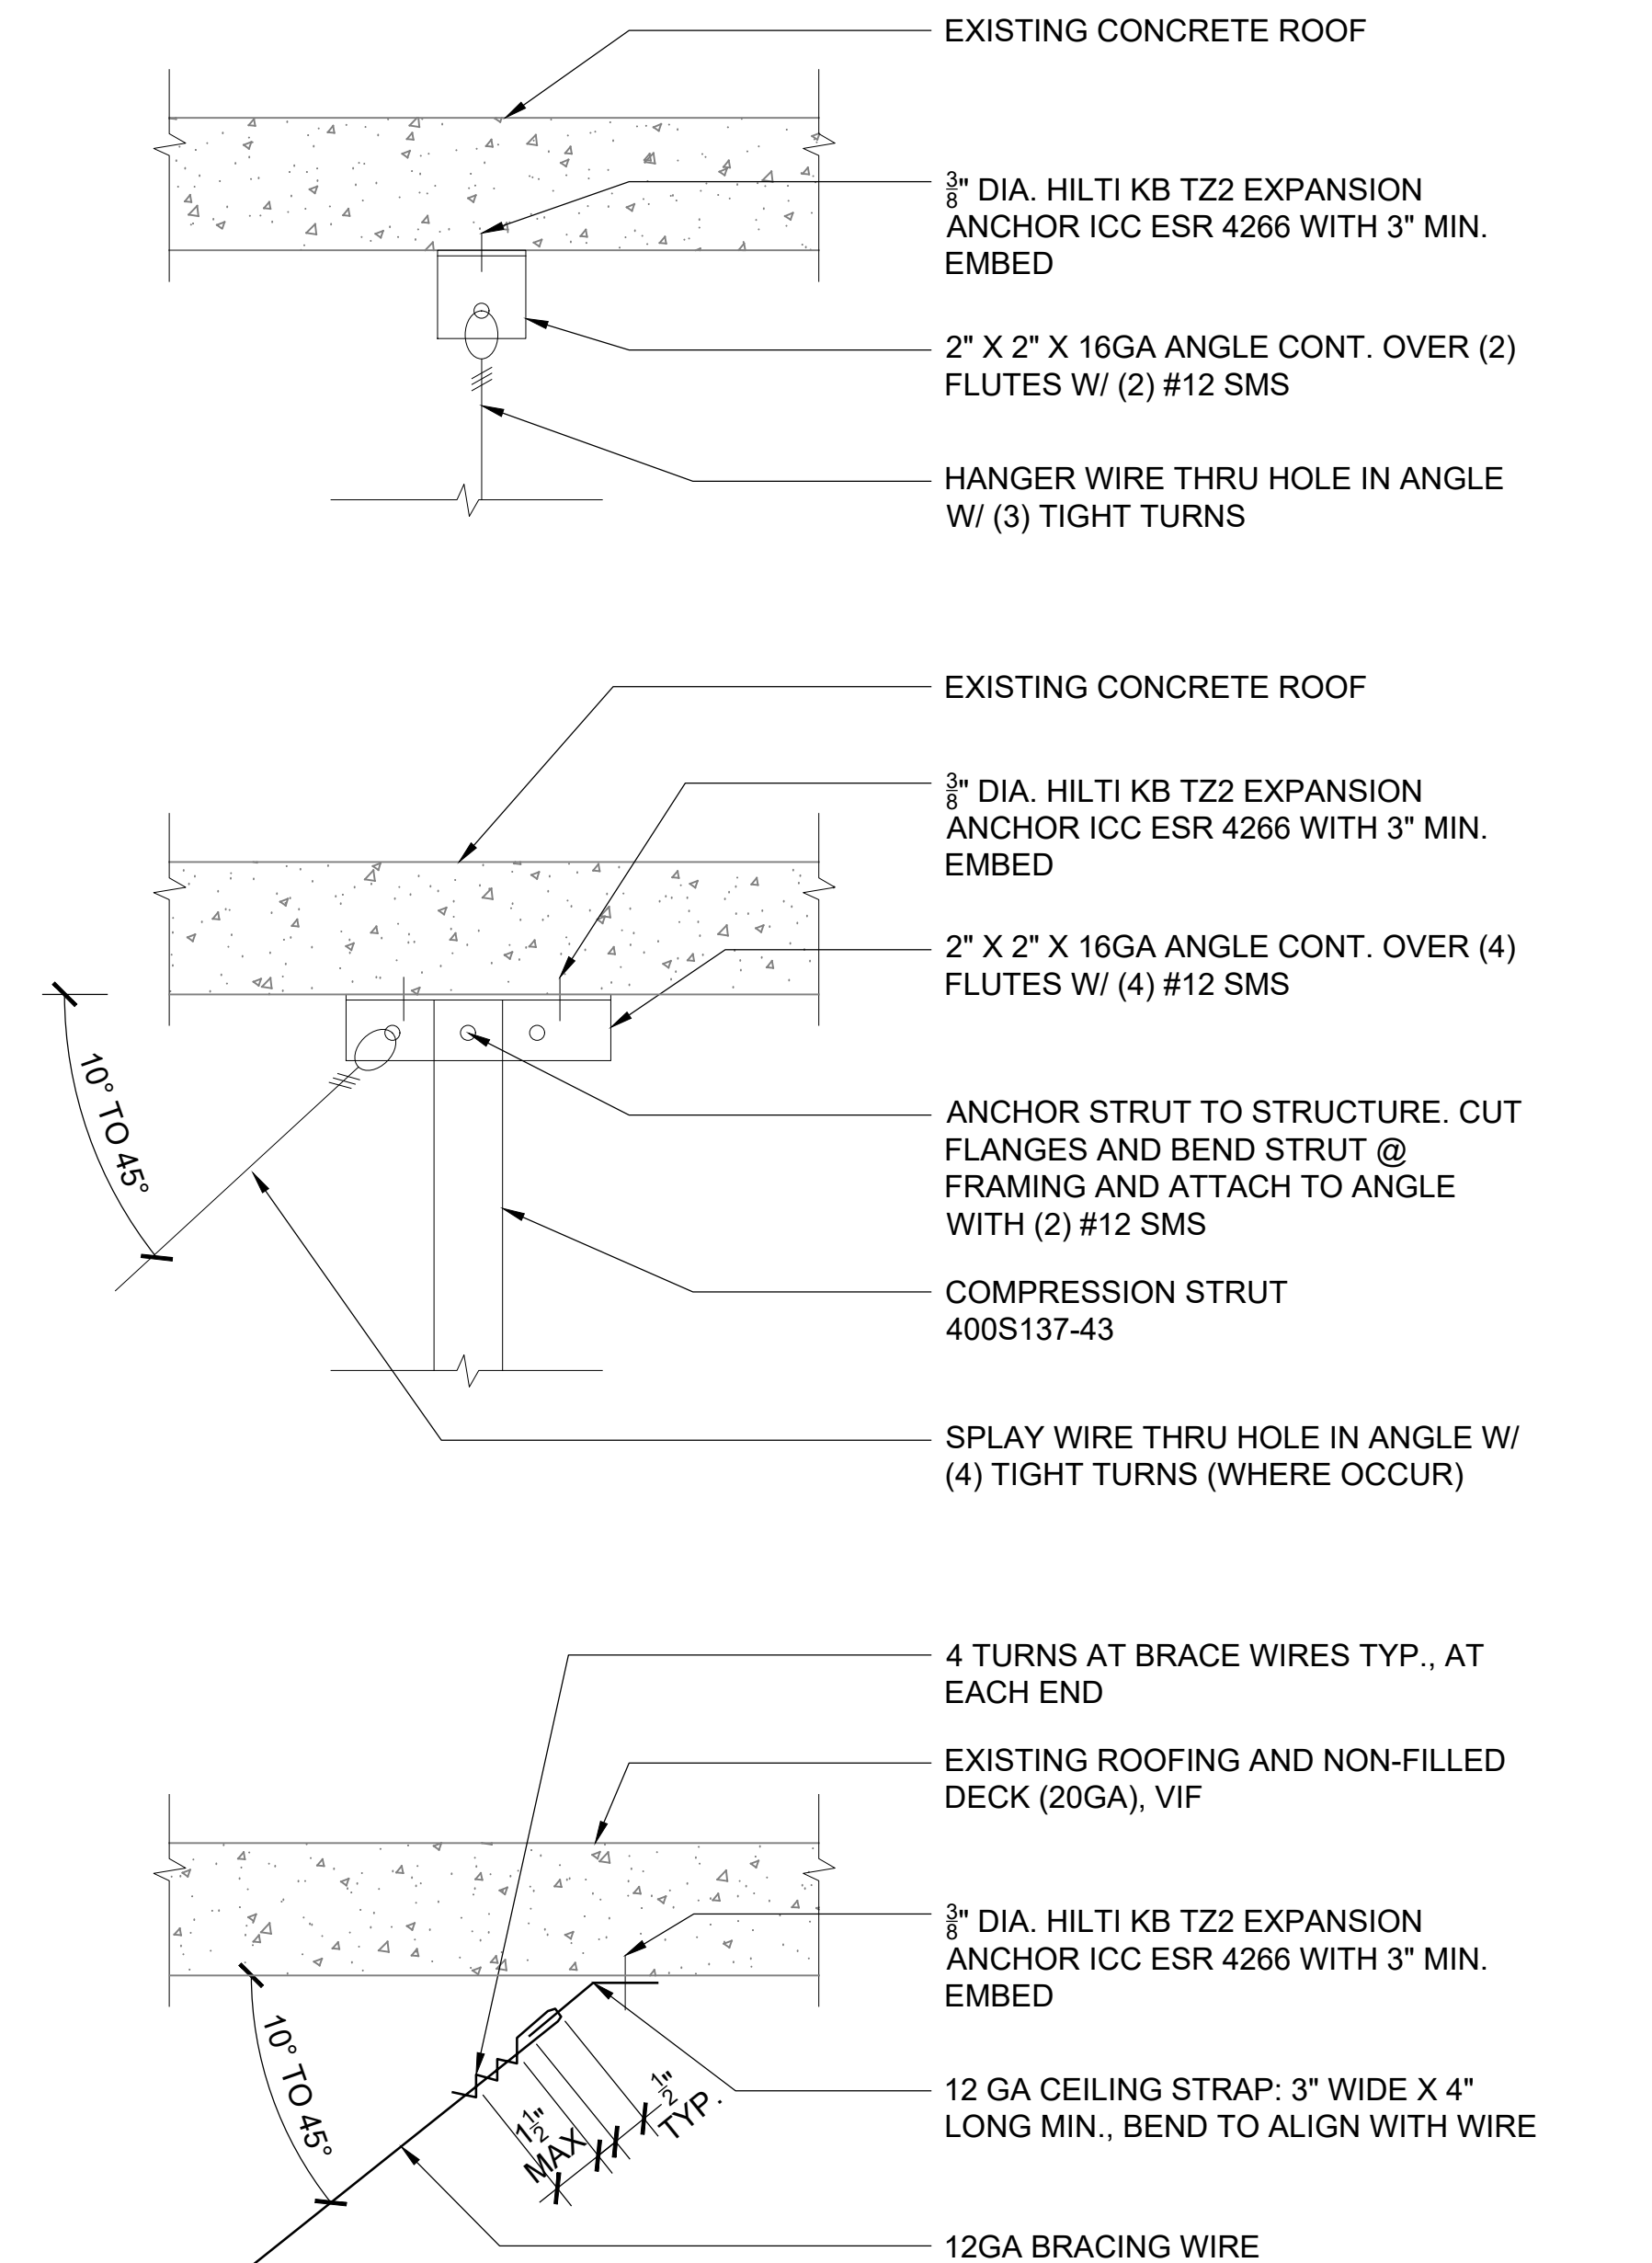 EXISTING CONCRETE ROOF
3/8" DIA. HILTI KB TZ2 EXPANSION
ANCHOR ICC ESR 4266 WITH 3" MIN.
EMBED
2" X 2" X 16GA ANGLE CONT. OVER (2)
FLUTES W/ (2) #12 SMS
HANGER WIRE THRU HOLE IN ANGLE
W/ (3) TIGHT TURNS
EXISTING CONCRETE ROOF
3/8" DIA. HILTI KB TZ2 EXPANSION
ANCHOR ICC ESR 4266 WITH 3" MIN.
EMBED
2" X 2" X 16GA ANGLE CONT. OVER (4)
FLUTES W/ (4) #12 SMS
10° TO 45°
ANCHOR STRUT TO STRUCTURE. CUT
FLANGES AND BEND STRUT @
FRAMING AND ATTACH TO ANGLE
WITH (2) #12 SMS
COMPRESSION STRUT
400S137-43
SPLAY WIRE THRU HOLE IN ANGLE W/
(4) TIGHT TURNS (WHERE OCCUR)
4 TURNS AT BRACE WIRES TYP., AT
EACH END
EXISTING ROOFING AND NON-FILLED
DECK (20GA), VIF
3/8" DIA. HILTI KB TZ2 EXPANSION
ANCHOR ICC ESR 4266 WITH 3" MIN.
EMBED
10° TO 45°
1 1/2"
MAX
1/2"
TYP.
12 GA CEILING STRAP: 3" WIDE X 4"
LONG MIN., BEND TO ALIGN WITH WIRE
12GA BRACING WIRE